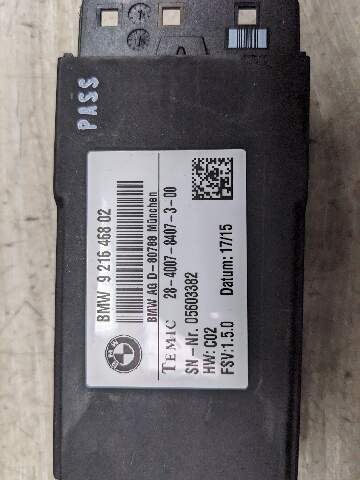 PASS
BMW 9 216 468 02
BMW AG D-80788 München
TEMIC 28-4007-8407-3-00
SN-Nr. 05603382
HW: C02 Datum: 17/15
FSV:1.5.0